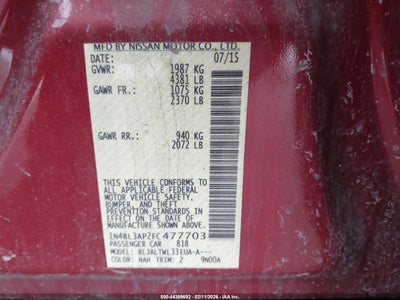 MFD BY NISSAN MOTOR CO., LTD.
DATE: 07/15
GVWR: 1987 KG
4381 LB
GAWR FR.: 1075 KG
2370 LB
GAWR RR.: 940 KG
2072 LB
THIS VEHICLE CONFORMS TO ALL
APPLICABLE FEDERAL
MOTOR VEHICLE SAFETY,
BUMPER, AND THEFT
PREVENTION STANDARDS
IN EFFECT ON THE DATE OF
MANUFACTURE SHOWN ABOVE.
1N4BL3AP2FC477703
PASSENGER CAR 818
MODEL: BLJALTWL33EUA-A---
COLOR: NAH TRIM: Z 9N00A
000-44369692 - 02/11/2026 - IAA